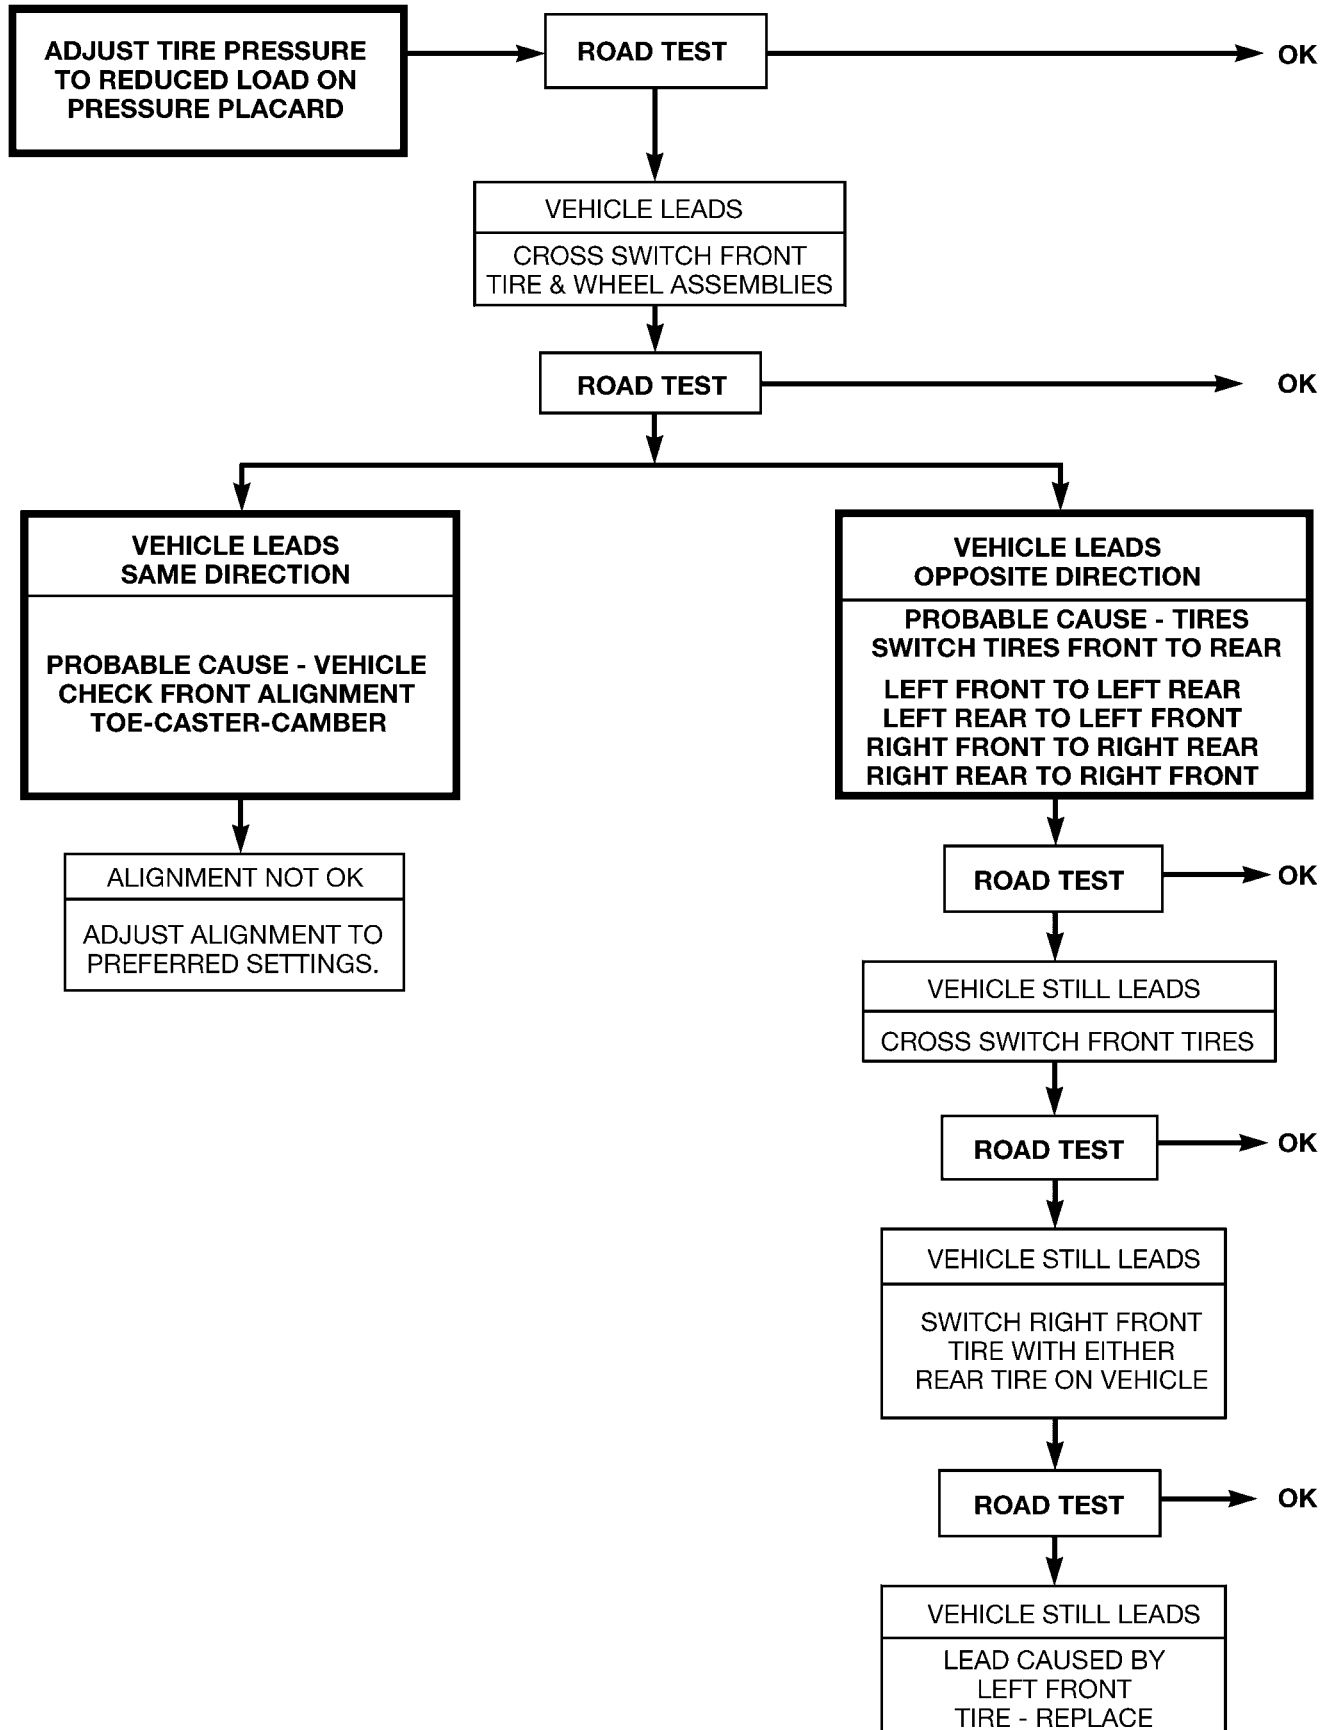 ADJUST TIRE PRESSURE
TO REDUCED LOAD ON
PRESSURE PLACARD
ROAD TEST
OK
VEHICLE LEADS
CROSS SWITCH FRONT
TIRE & WHEEL ASSEMBLIES
ROAD TEST
OK
VEHICLE LEADS
SAME DIRECTION
PROBABLE CAUSE - VEHICLE
CHECK FRONT ALIGNMENT
TOE-CASTER-CAMBER
ALIGNMENT NOT OK
ADJUST ALIGNMENT TO
PREFERRED SETTINGS.
VEHICLE LEADS
OPPOSITE DIRECTION
PROBABLE CAUSE - TIRES
SWITCH TIRES FRONT TO REAR
LEFT FRONT TO LEFT REAR
LEFT REAR TO LEFT FRONT
RIGHT FRONT TO RIGHT REAR
RIGHT REAR TO RIGHT FRONT
ROAD TEST
OK
VEHICLE STILL LEADS
CROSS SWITCH FRONT TIRES
ROAD TEST
OK
VEHICLE STILL LEADS
SWITCH RIGHT FRONT
TIRE WITH EITHER
REAR TIRE ON VEHICLE
ROAD TEST
OK
VEHICLE STILL LEADS
LEAD CAUSED BY
LEFT FRONT
TIRE - REPLACE